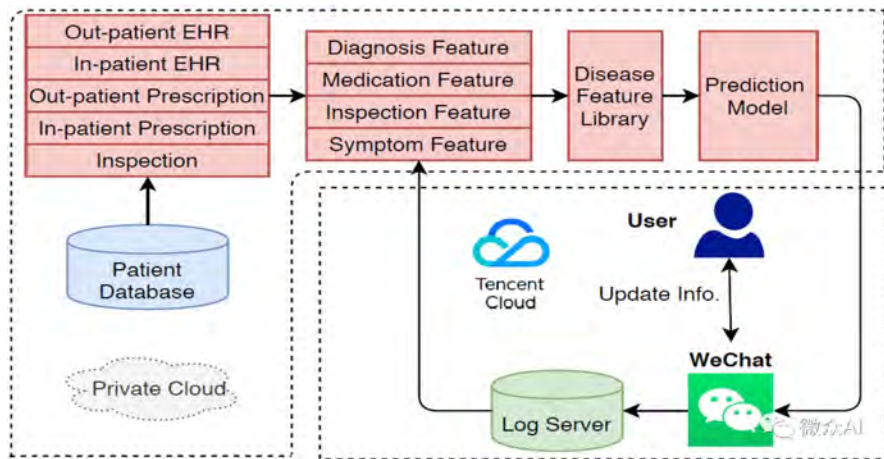 Out-patient EHR
In-patient EHR
Out-patient Prescription
In-patient Prescription
Inspection
Diagnosis Feature
Medication Feature
Inspection Feature
Symptom Feature
Disease
Feature
Library
Prediction
Model
Patient
Database
Private Cloud
Tencent
Cloud
User
Update Info.
WeChat
Log Server
微众AI